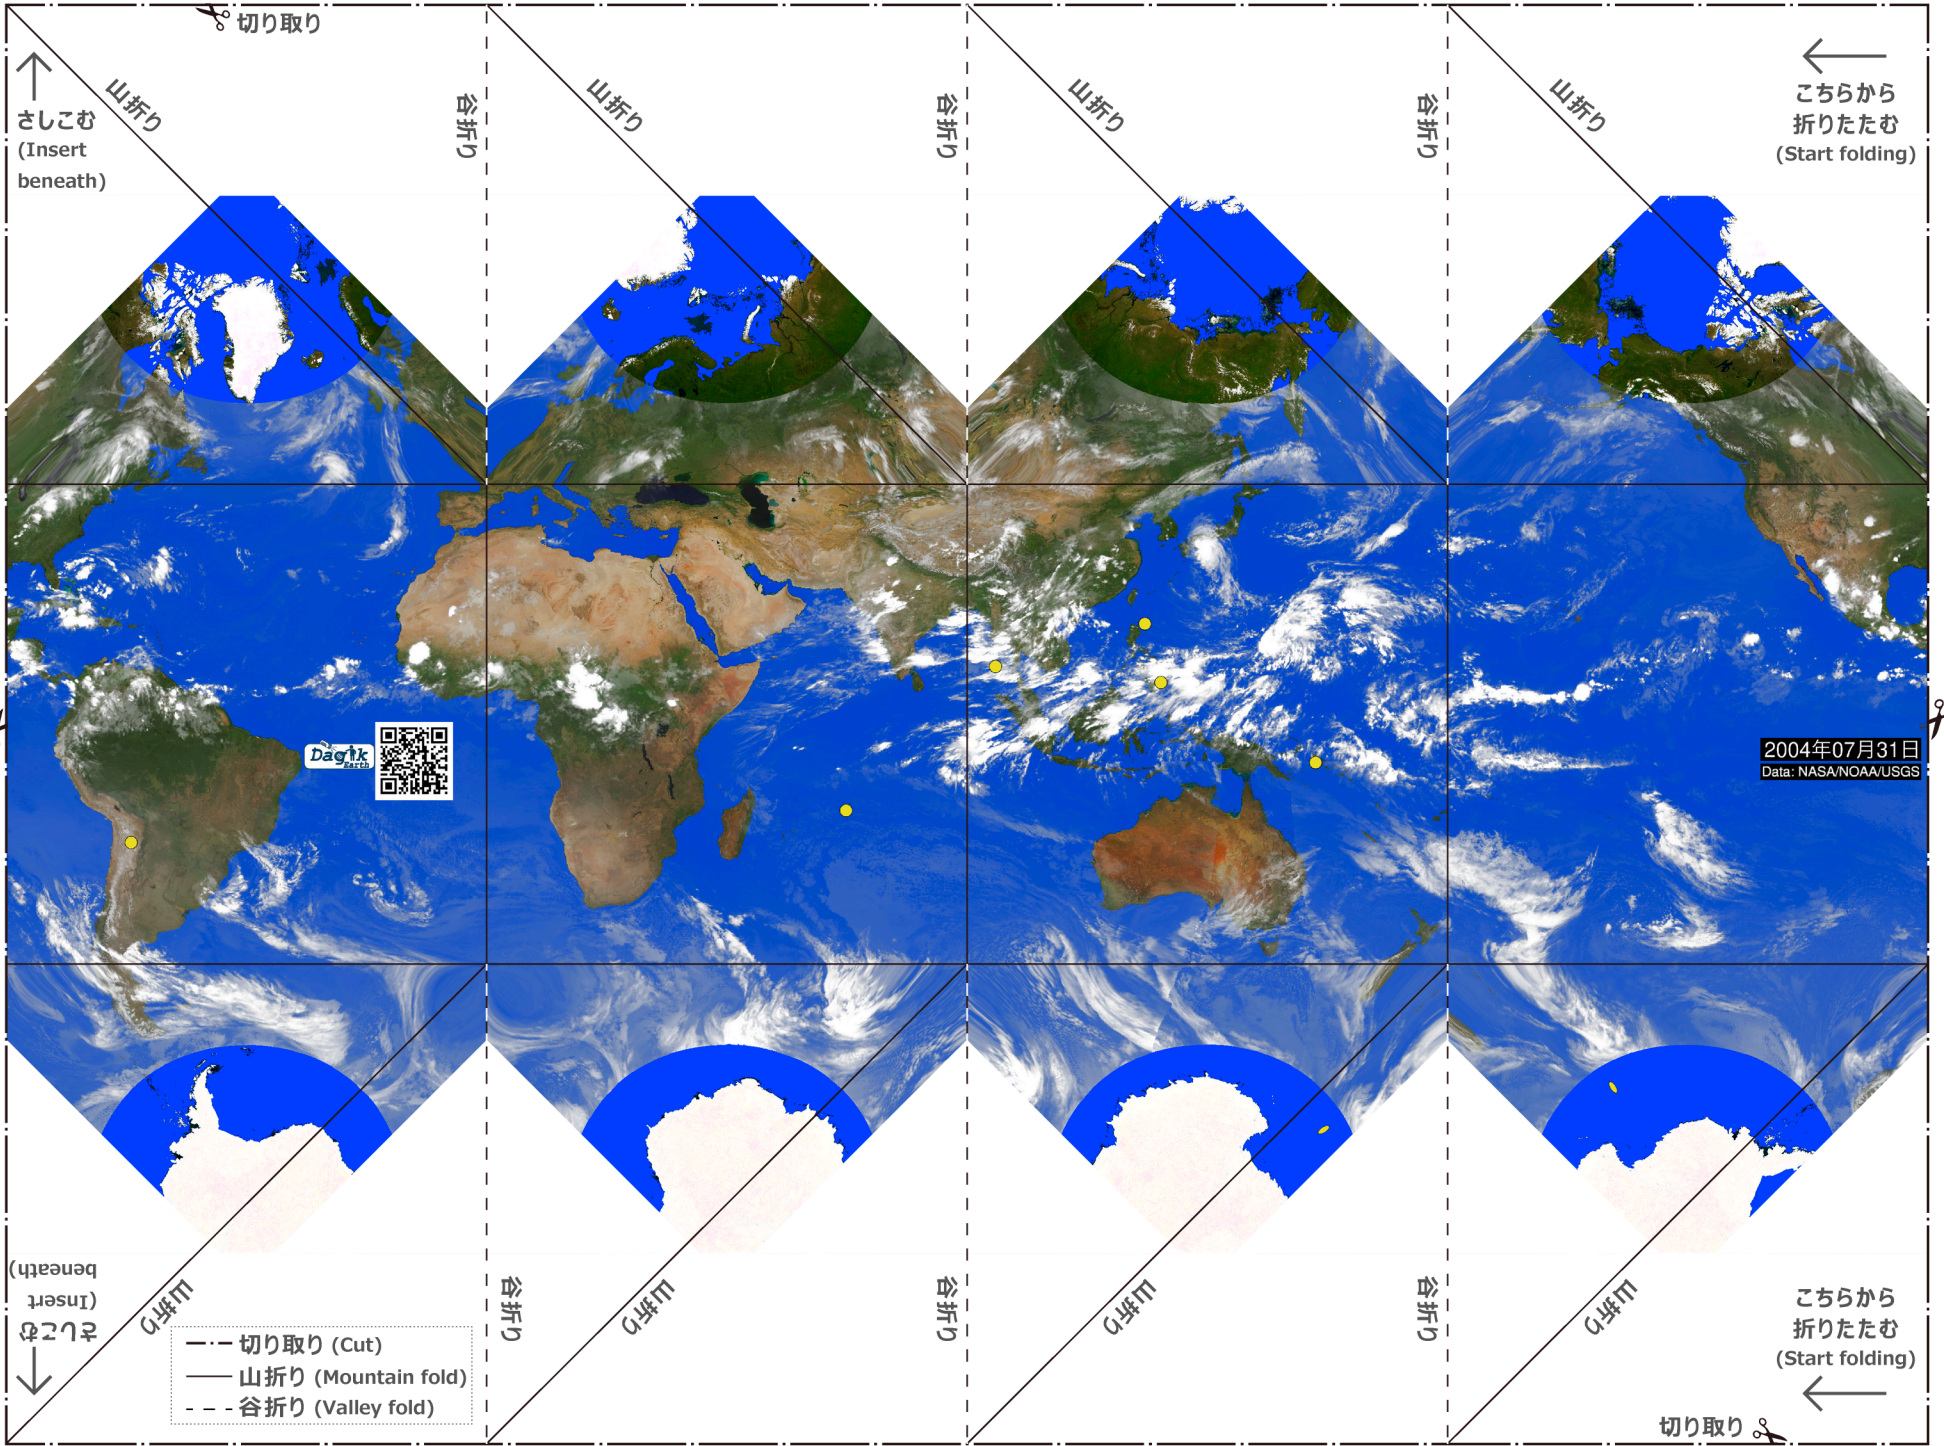 切り取り
山折り
谷折り
山折り
谷折り
山折り
谷折り
山折り
さしこむ
(Insert
beneath)
こちらから
折りたたむ
(Start folding)
Dagik
Earth
2004年07月31日
Data: NASA/NOAA/USGS
さしこむ
(Insert
beneath)
山折り
谷折り
山折り
谷折り
山折り
谷折り
山折り
切り取り (Cut)
山折り (Mountain fold)
谷折り (Valley fold)
こちらから
折りたたむ
(Start folding)
切り取り